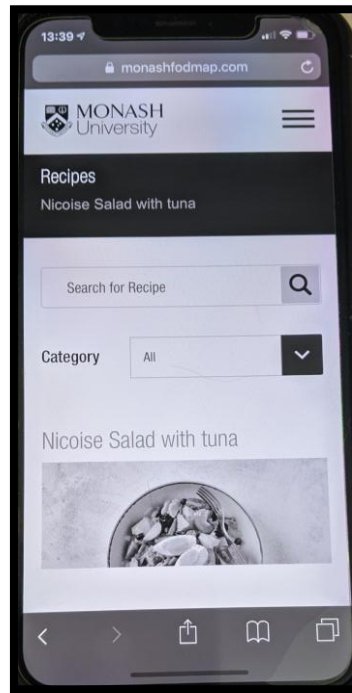 13:39
monashfodmap.com
MONASH
University
Recipes
Nicoise Salad with tuna
Search for Recipe
Category
All
Nicoise Salad with tuna